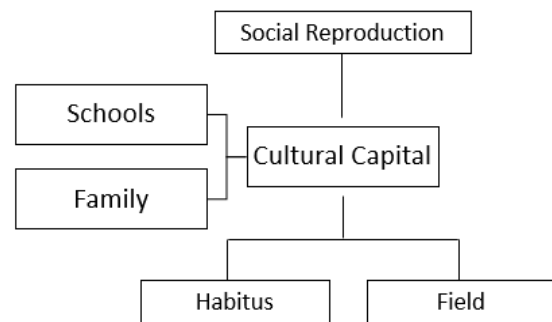 Social Reproduction
Schools
Cultural Capital
Family
Habitus
Field